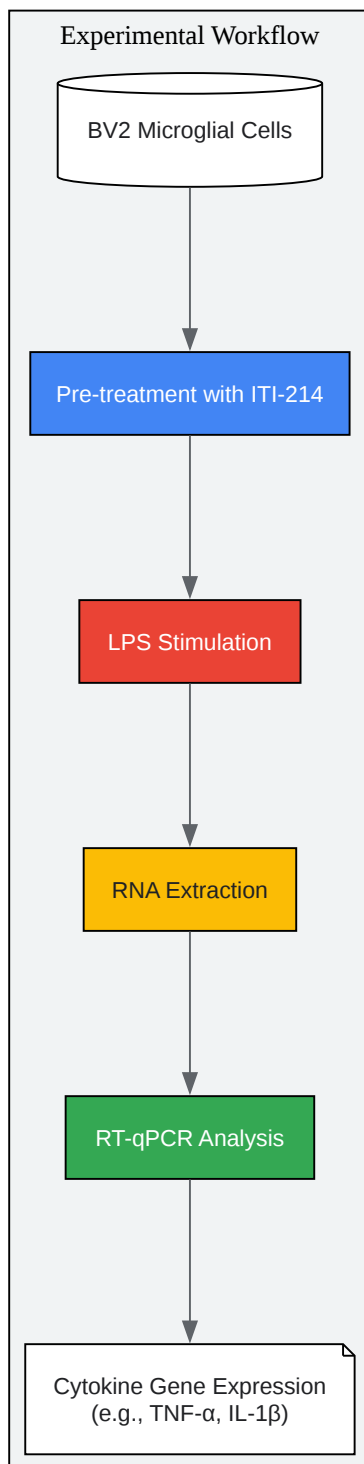 Experimental Workflow
BV2 Microglial Cells
Pre-treatment with ITI-214
LPS Stimulation
RNA Extraction
RT-qPCR Analysis
Cytokine Gene Expression
(e.g., TNF-α, IL-1β)